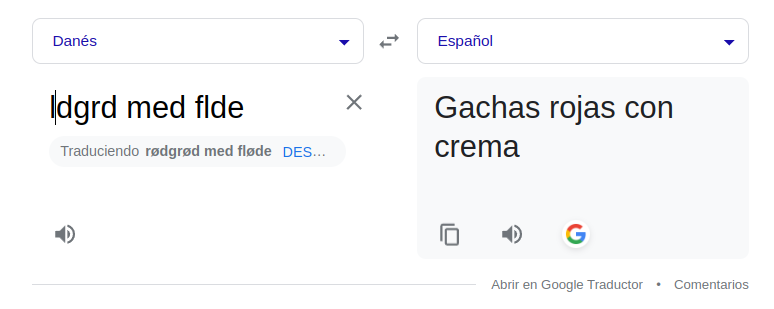 Danés
Español
ldgrd med flde
Gachas rojas con
crema
Traduciendo rødgrød med fløde DES…
Abrir en Google Traductor • Comentarios